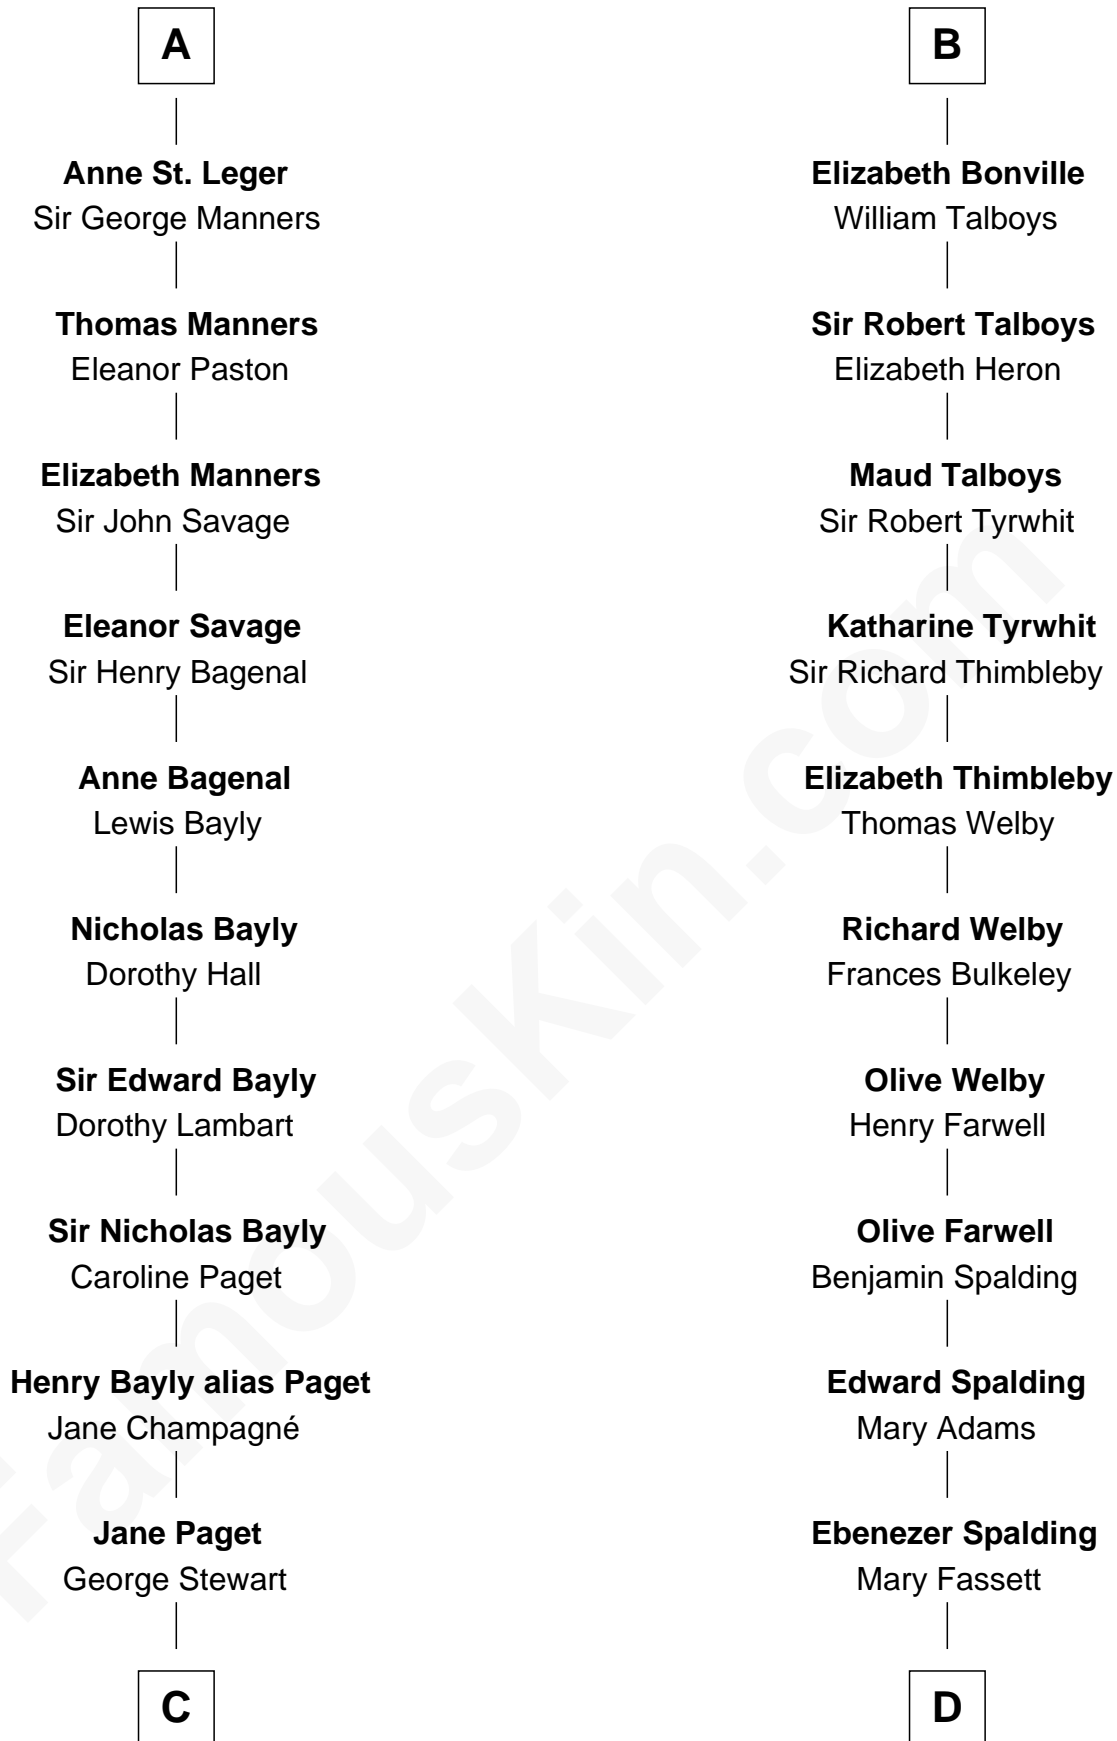 A
Anne St. Leger
Sir George Manners
Thomas Manners
Eleanor Paston
Elizabeth Manners
Sir John Savage
Eleanor Savage
Sir Henry Bagenal
Anne Bagenal
Lewis Bayly
Nicholas Bayly
Dorothy Hall
Sir Edward Bayly
Dorothy Lambart
Sir Nicholas Bayly
Caroline Paget
Henry Bayly alias Paget
Jane Champagné
Jane Paget
George Stewart
C
B
Elizabeth Bonville
William Talboys
Sir Robert Talboys
Elizabeth Heron
Maud Talboys
Sir Robert Tyrwhit
Katharine Tyrwhit
Sir Richard Thimbleby
Elizabeth Thimbleby
Thomas Welby
Richard Welby
Frances Bulkeley
Olive Welby
Henry Farwell
Olive Farwell
Benjamin Spalding
Edward Spalding
Mary Adams
Ebenezer Spalding
Mary Fassett
D
FamousKin.com